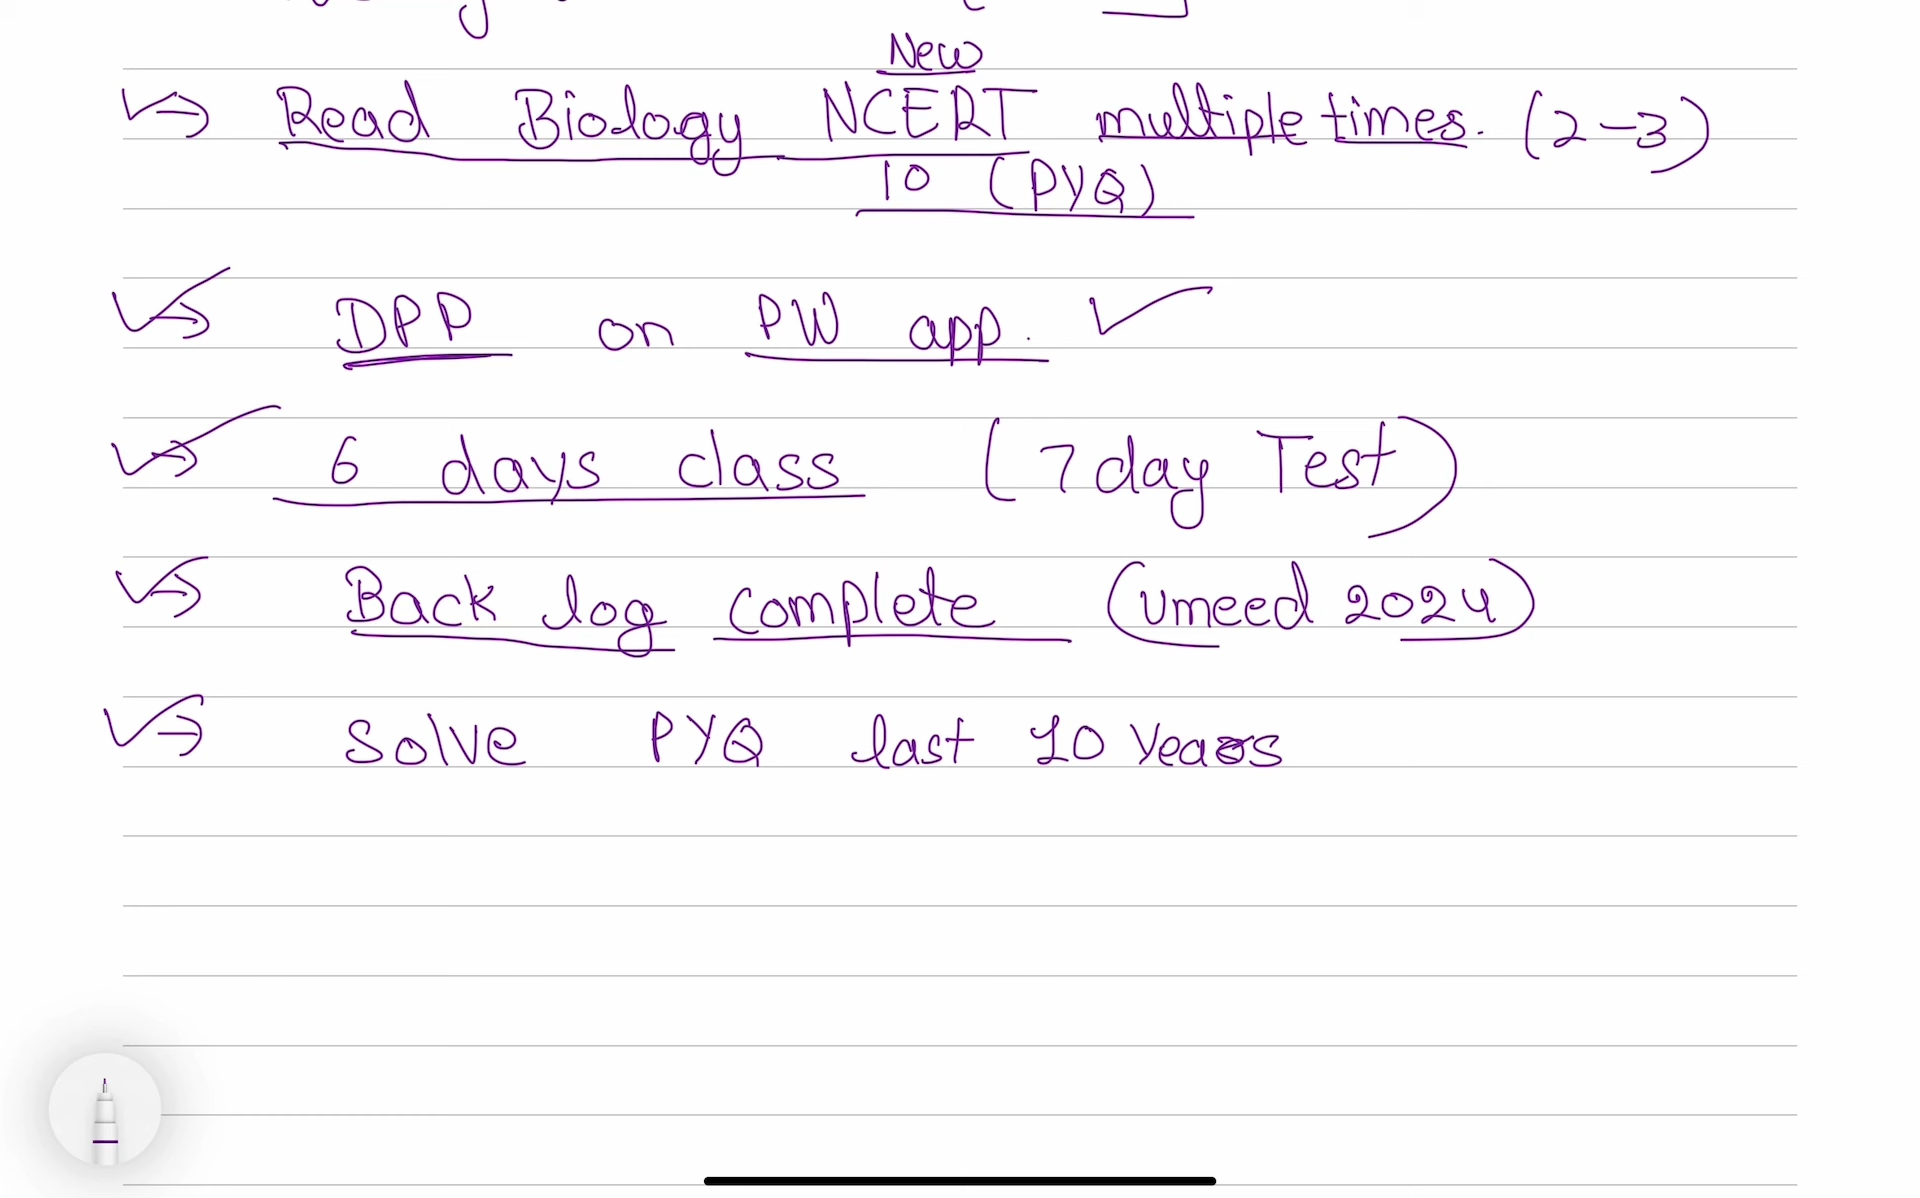 New
Read Biology NCERT multiple times. (2-3)
10 (PYQ)
DPP on PW app.
6 days class (7 day Test)
Back log complete (umeed 2024)
Solve PYQ last 10 Years